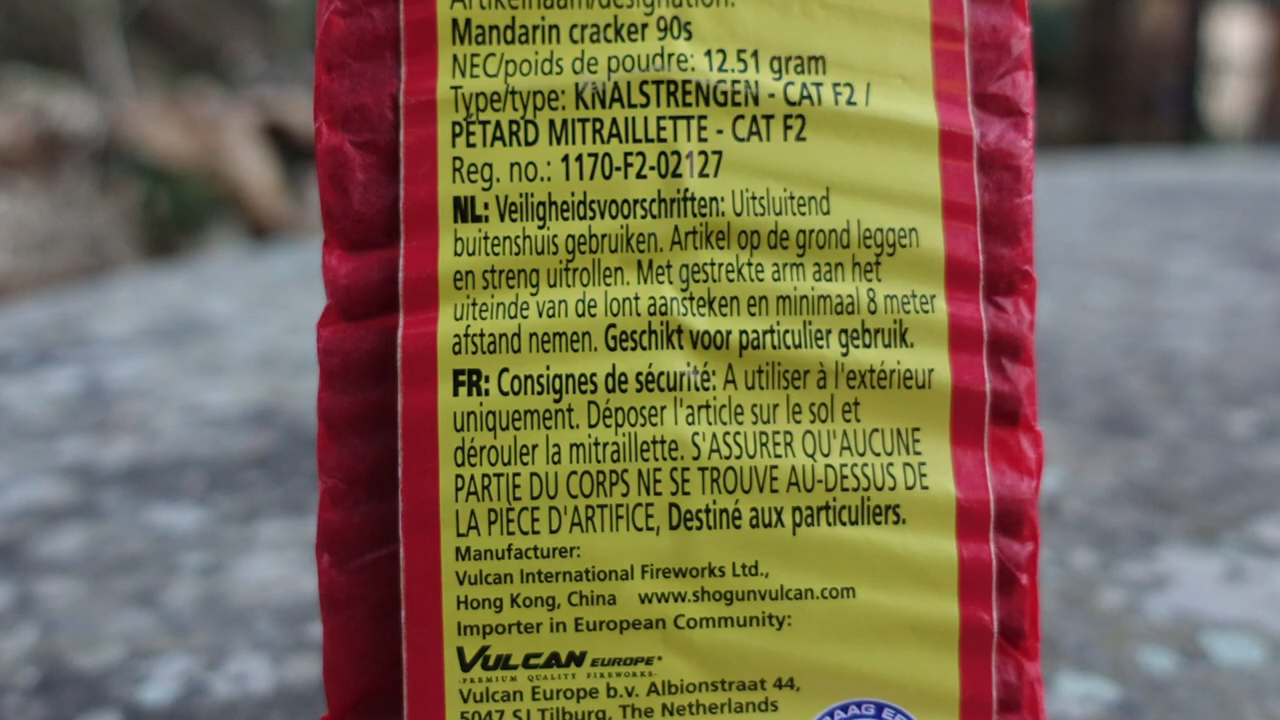 Artikelnaam/désignation:
Mandarin cracker 90s
NEC/poids de poudre: 12.51 gram
Type/type: KNALSTRENGEN - CAT F2 /
PÉTARD MITRAILLETTE - CAT F2
Reg. no.: 1170-F2-02127
NL: Veiligheidsvoorschriften: Uitsluitend
buitenshuis gebruiken. Artikel op de grond leggen
en streng uitrollen. Met gestrekte arm aan het
uiteinde van de lont aansteken en minimaal 8 meter
afstand nemen. Geschikt voor particulier gebruik.
FR: Consignes de sécurité: A utiliser à l'extérieur
uniquement. Déposer l'article sur le sol et
dérouler la mitraillette. S'ASSURER QU'AUCUNE
PARTIE DU CORPS NE SE TROUVE AU-DESSUS DE
LA PIÈCE D'ARTIFICE, Destiné aux particuliers.
Manufacturer:
Vulcan International Fireworks Ltd.,
Hong Kong, China www.shogunvulcan.com
Importer in European Community:
VULCAN EUROPE
-PREMIUM QUALITY FIREWORKS-
Vulcan Europe b.v. Albionstraat 44,
5047 SJ Tilburg, The Netherlands